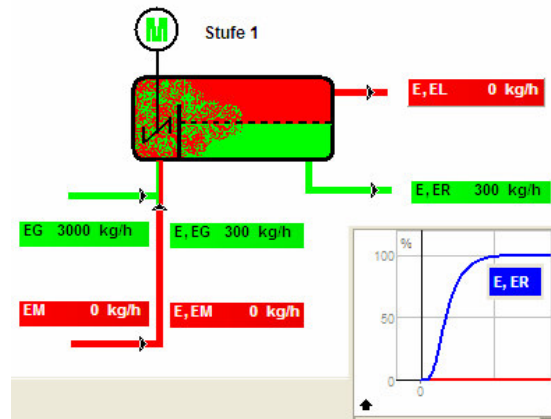 M
Stufe 1
E,EL 0 kg/h
E,ER 300 kg/h
EG 3000 kg/h
E,EG 300 kg/h
EM 0 kg/h
E,EM 0 kg/h
%
100
E, ER
50
0
0